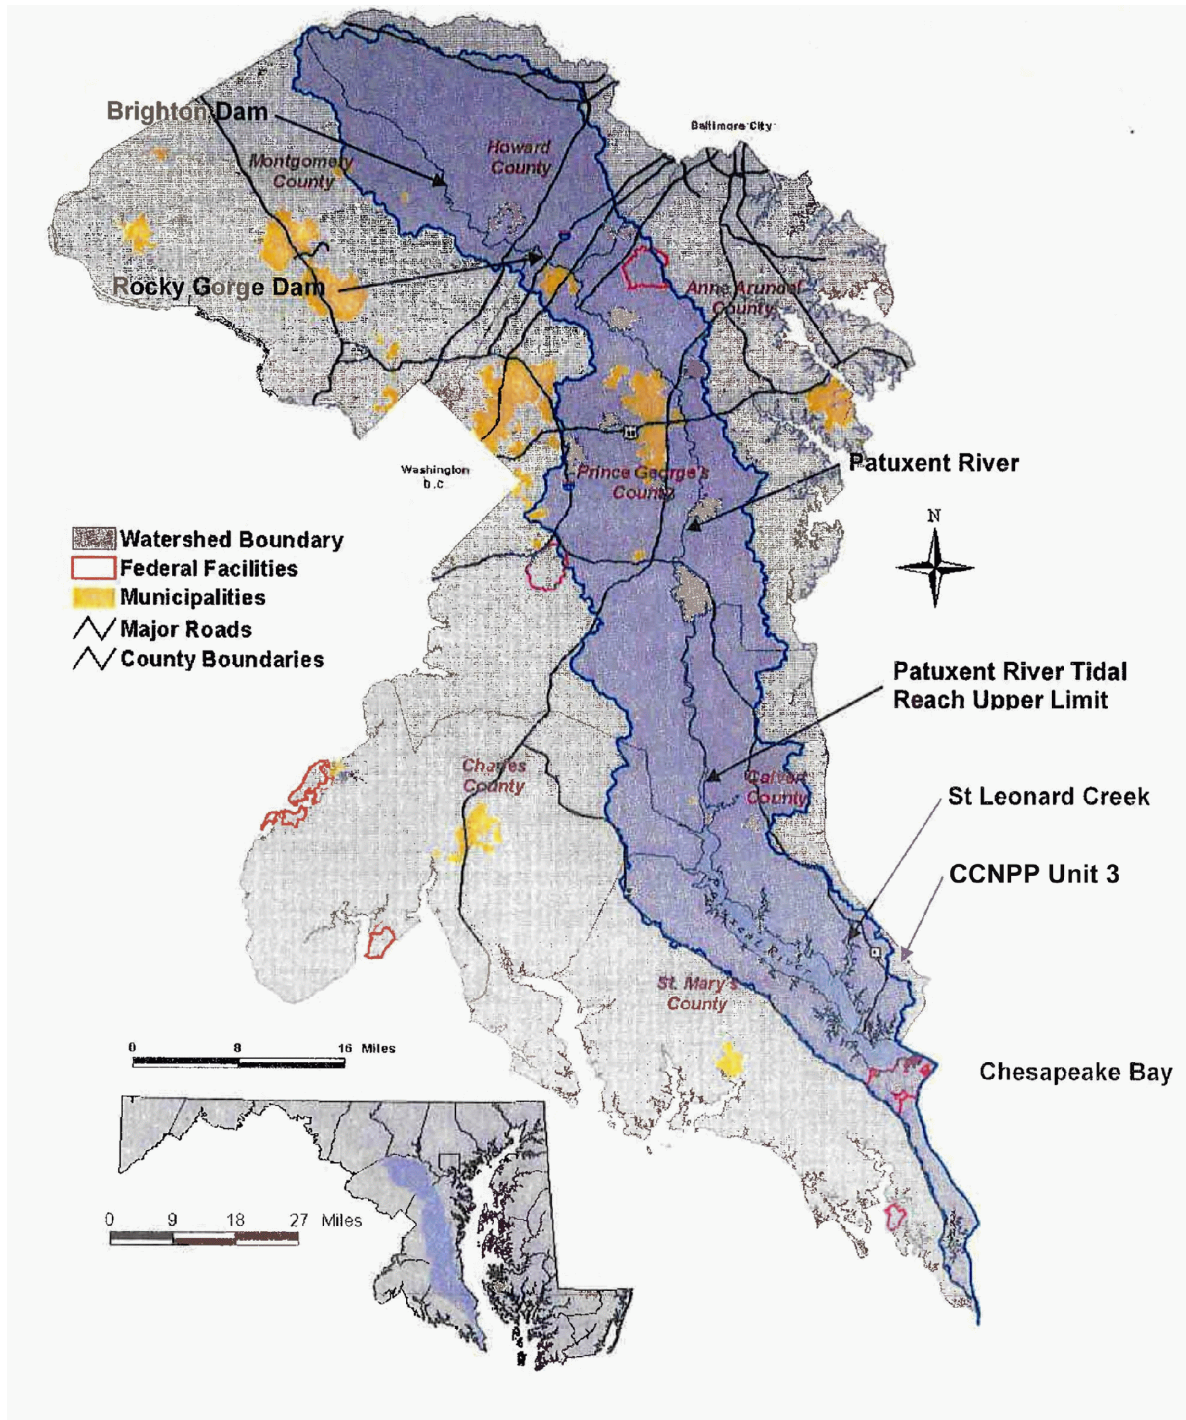 Baltimore City
Brighton Dam
Howard
County
Montgomery
County
Rocky Gorge Dam
Anne Arundel
County
Patuxent River
Washington
D.C
Prince George's
County
N
Watershed Boundary
Federal Facilities
Municipalities
Major Roads
County Boundaries
Patuxent River Tidal
Reach Upper Limit
Charles
County
Calvert
County
St Leonard Creek
CCNPP Unit 3
River
St. Mary's
County
0 8 16 Miles
Chesapeake Bay
0 9 18 27 Miles